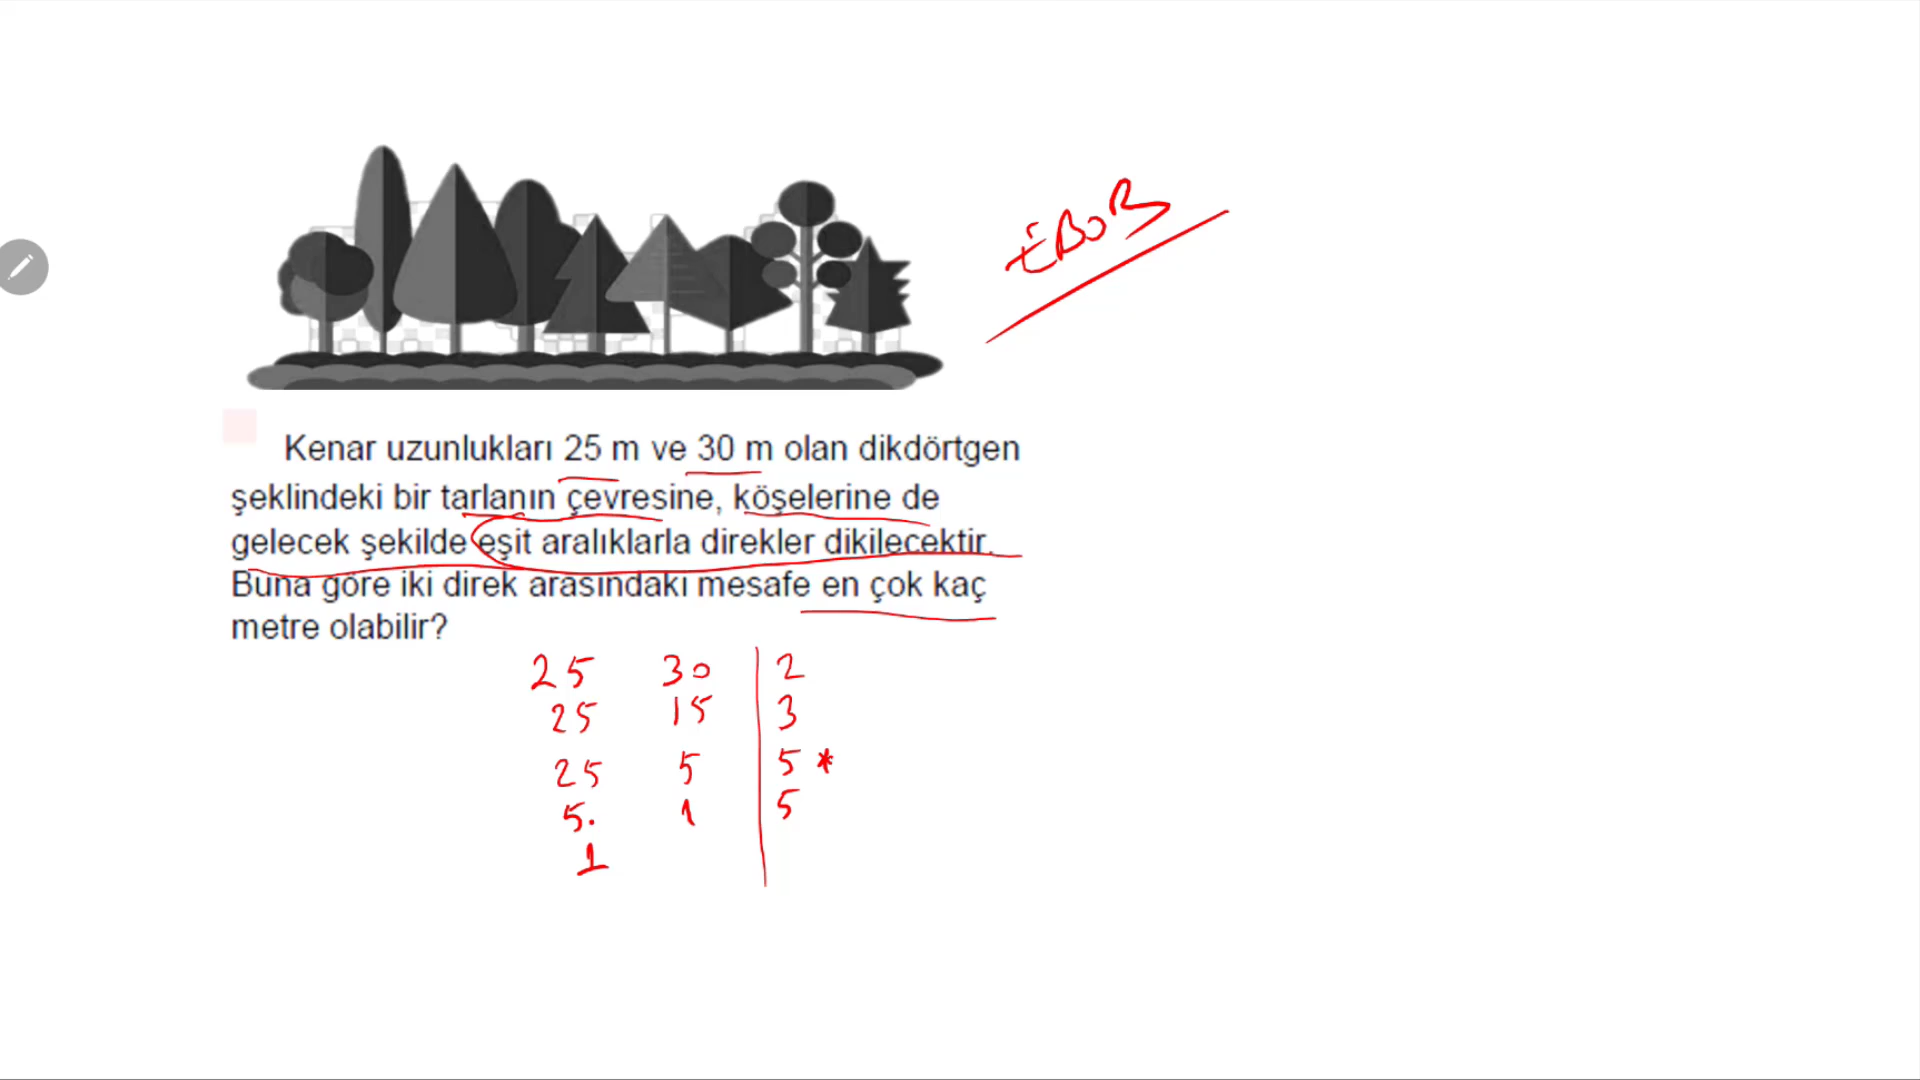 EBOB
Kenar uzunlukları 25 m ve 30 m olan dikdörtgen
şeklindeki bir tarlanın çevresine, köşelerine de
gelecek şekilde eşit aralıklarla direkler dikilecektir.
Buna göre iki direk arasındaki mesafe en çok kaç
metre olabilir?
25 30 | 2
25 15 | 3
25 5 | 5 *
5. 1 | 5
1